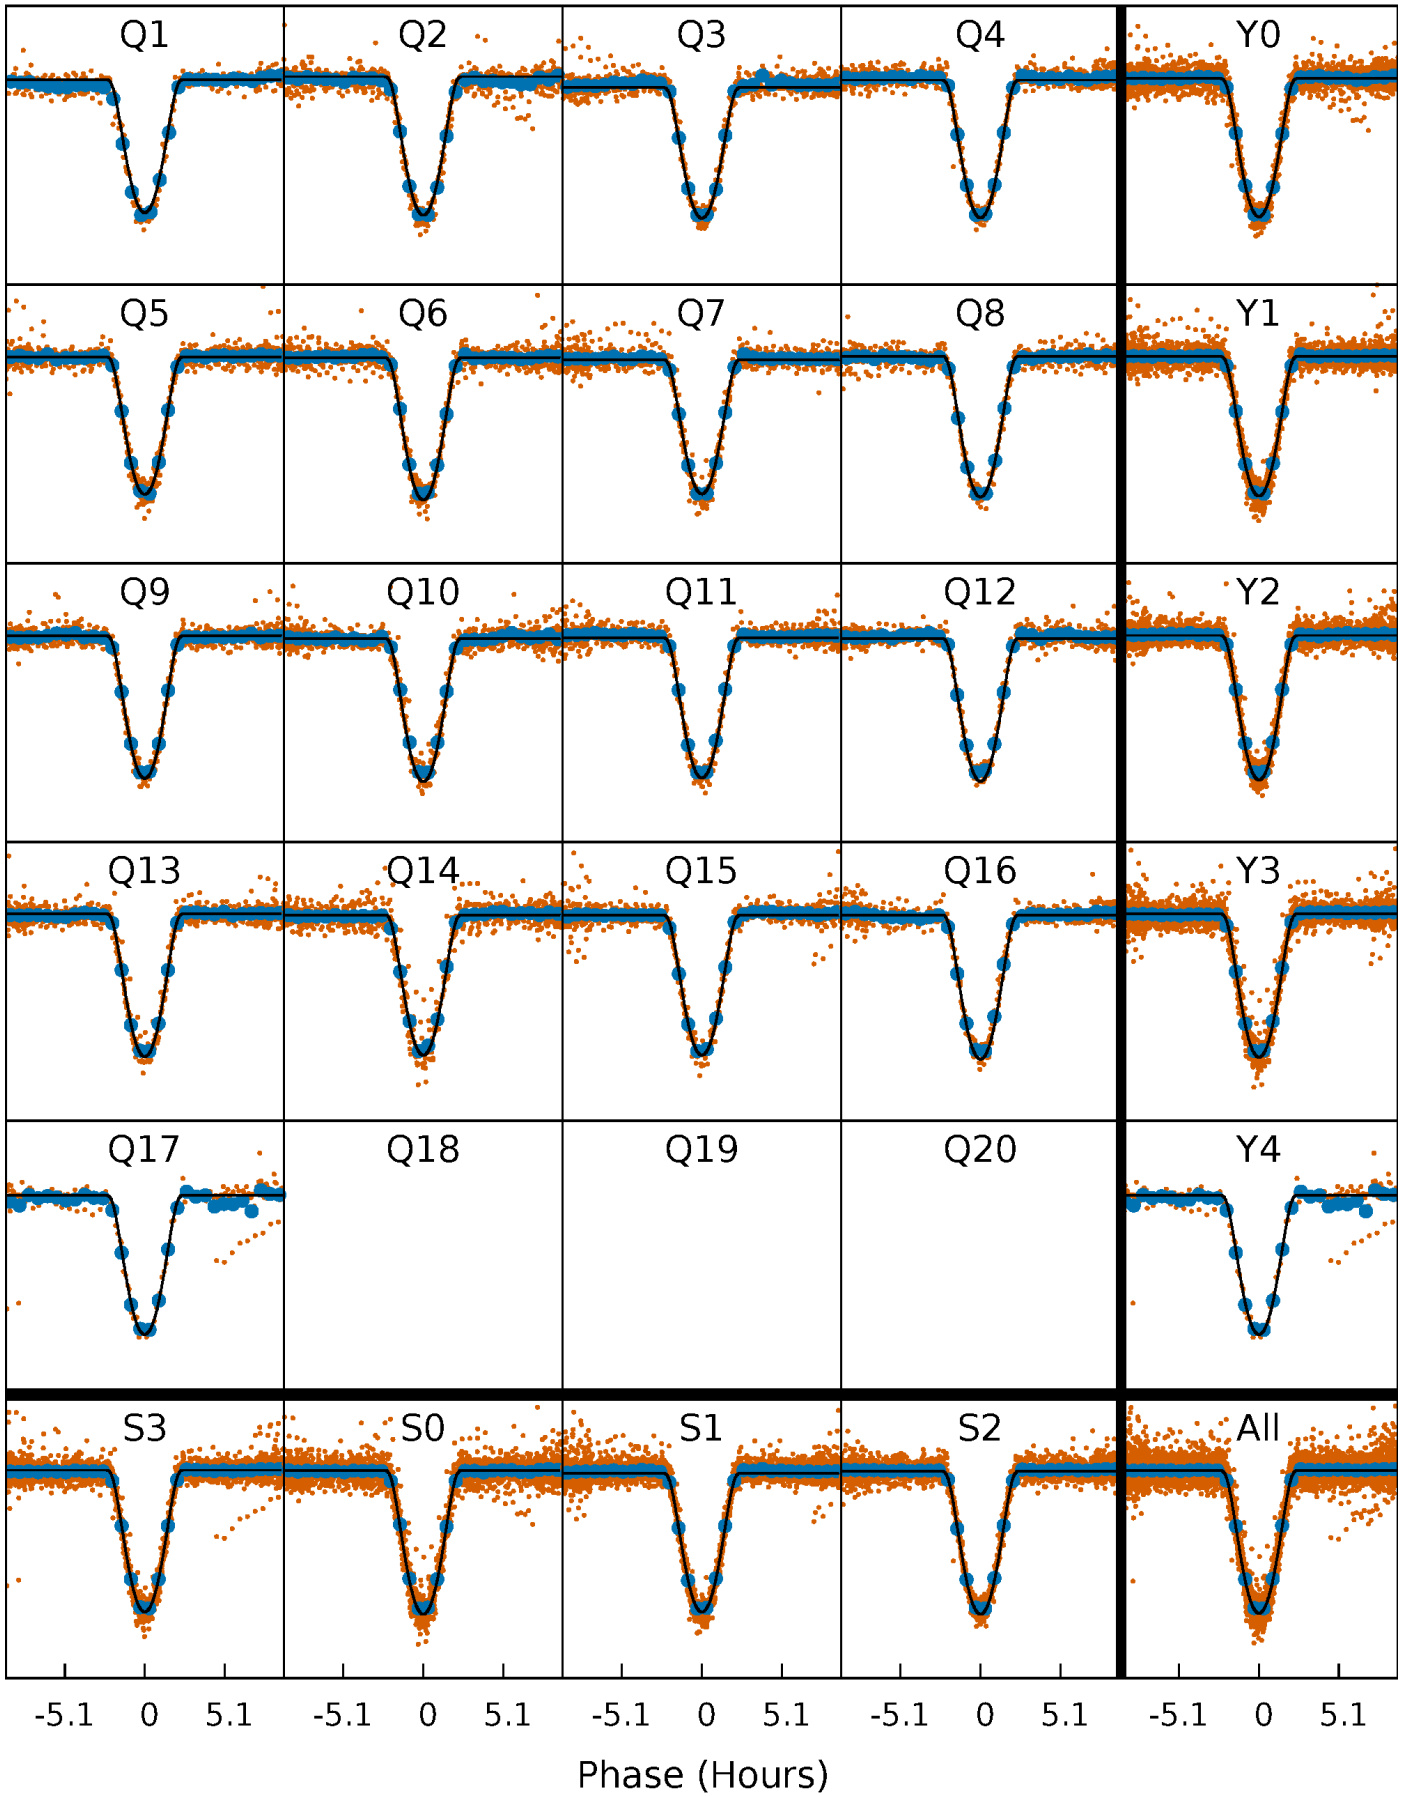 Q1 Q2 Q3 Q4 Y0
Q5 Q6 Q7 Q8 Y1
Q9 Q10 Q11 Q12 Y2
Q13 Q14 Q15 Q16 Y3
Q17 Q18 Q19 Q20 Y4
S3 S0 S1 S2 All
-5.1 0 5.1 -5.1 0 5.1 -5.1 0 5.1 -5.1 0 5.1 -5.1 0 5.1
Phase (Hours)